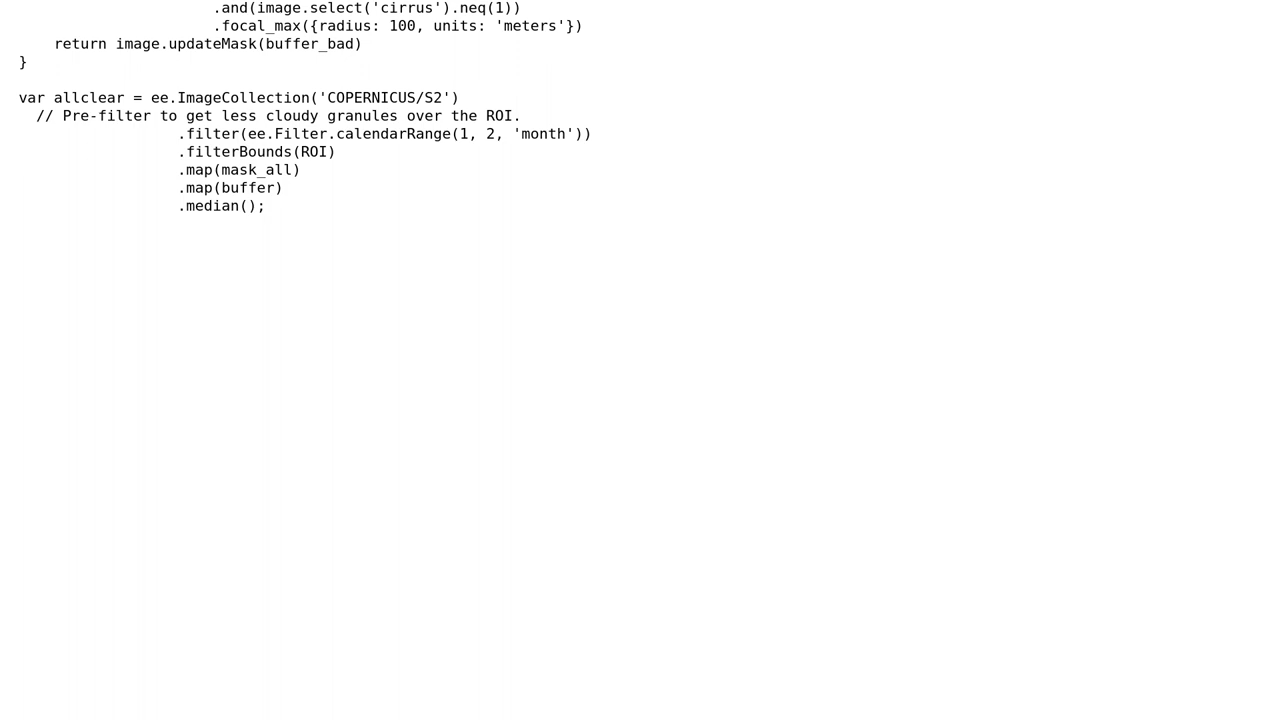 .and(image.select('cirrus').neq(1))
.focal_max({radius: 100, units: 'meters'})
return image.updateMask(buffer_bad)
}
var allclear = ee.ImageCollection('COPERNICUS/S2')
// Pre-filter to get less cloudy granules over the ROI.
.filter(ee.Filter.calendarRange(1, 2, 'month'))
.filterBounds(ROI)
.map(mask_all)
.map(buffer)
.median();